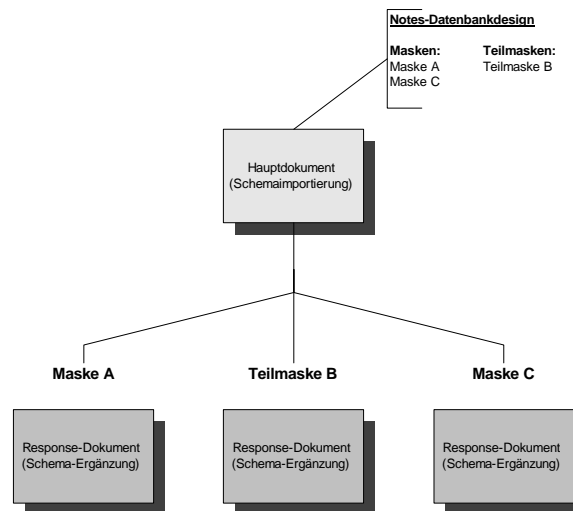 Notes-Datenbankdesign
Masken: Teilmasken:
Maske A Teilmaske B
Maske C
Hauptdokument
(Schemaimportierung)
Maske A Teilmaske B Maske C
Response-Dokument Response-Dokument Response-Dokument
(Schema-Ergänzung) (Schema-Ergänzung) (Schema-Ergänzung)